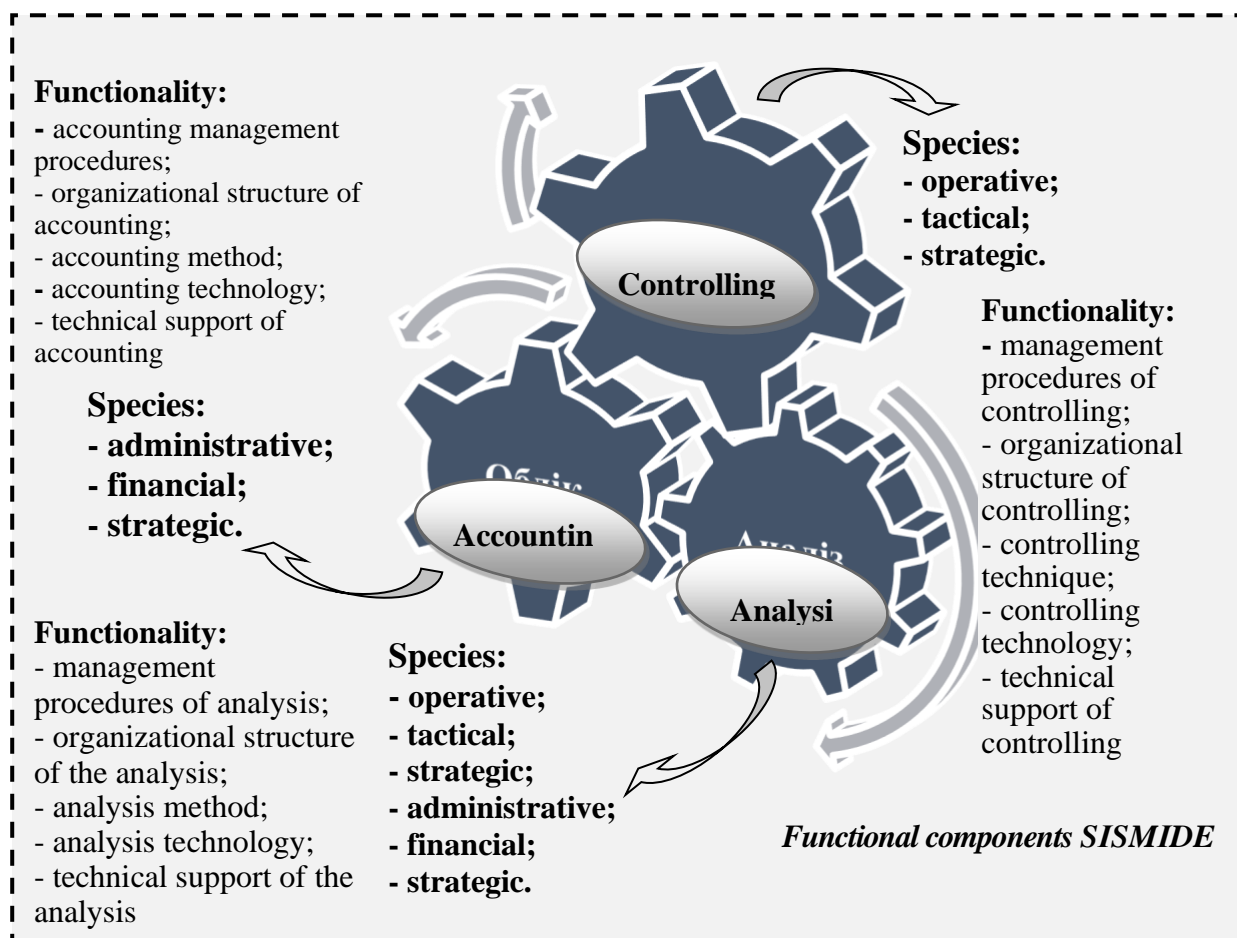 Functionality:
- accounting management
procedures;
- organizational structure of
accounting;
- accounting method;
- accounting technology;
- technical support of
accounting
Species:
- administrative;
- financial;
- strategic.
Controlling
Species:
- operative;
- tactical;
- strategic.
Functionality:
- management
procedures of
controlling;
- organizational
structure of
controlling;
- controlling
technique;
- controlling
technology;
- technical
support of
controlling
Облік
Accountin
Аналіз
Analysi
Functionality:
- management
procedures of analysis;
- organizational structure
of the analysis;
- analysis method;
- analysis technology;
- technical support of the
analysis
Species:
- operative;
- tactical;
- strategic;
- administrative;
- financial;
- strategic.
Functional components SISMIDE